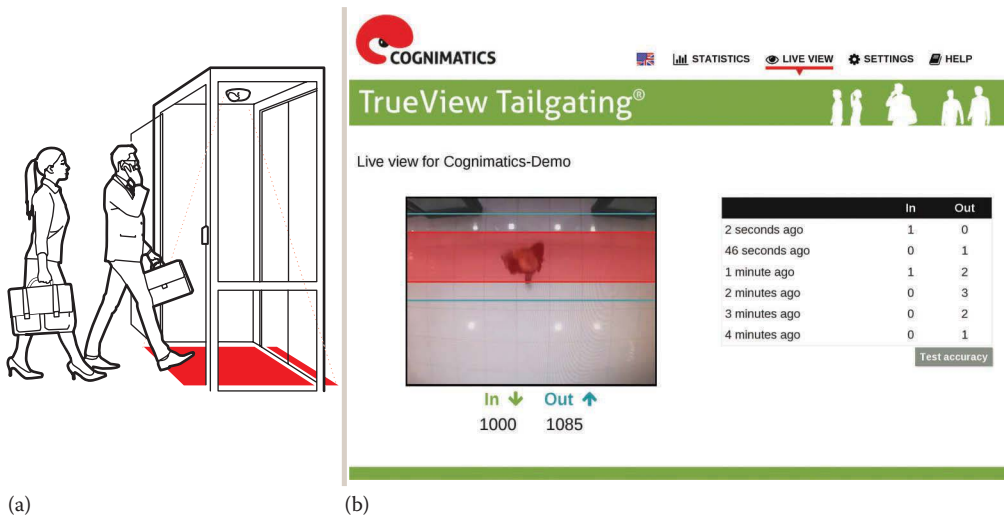 COGNIMATICS
STATISTICS LIVE VIEW SETTINGS HELP
TrueView Tailgating®
Live view for Cognimatics-Demo
In Out
2 seconds ago 1 0
46 seconds ago 0 1
1 minute ago 1 2
2 minutes ago 0 3
3 minutes ago 0 2
4 minutes ago 0 1
Test accuracy
In Out
1000 1085
(a) (b)